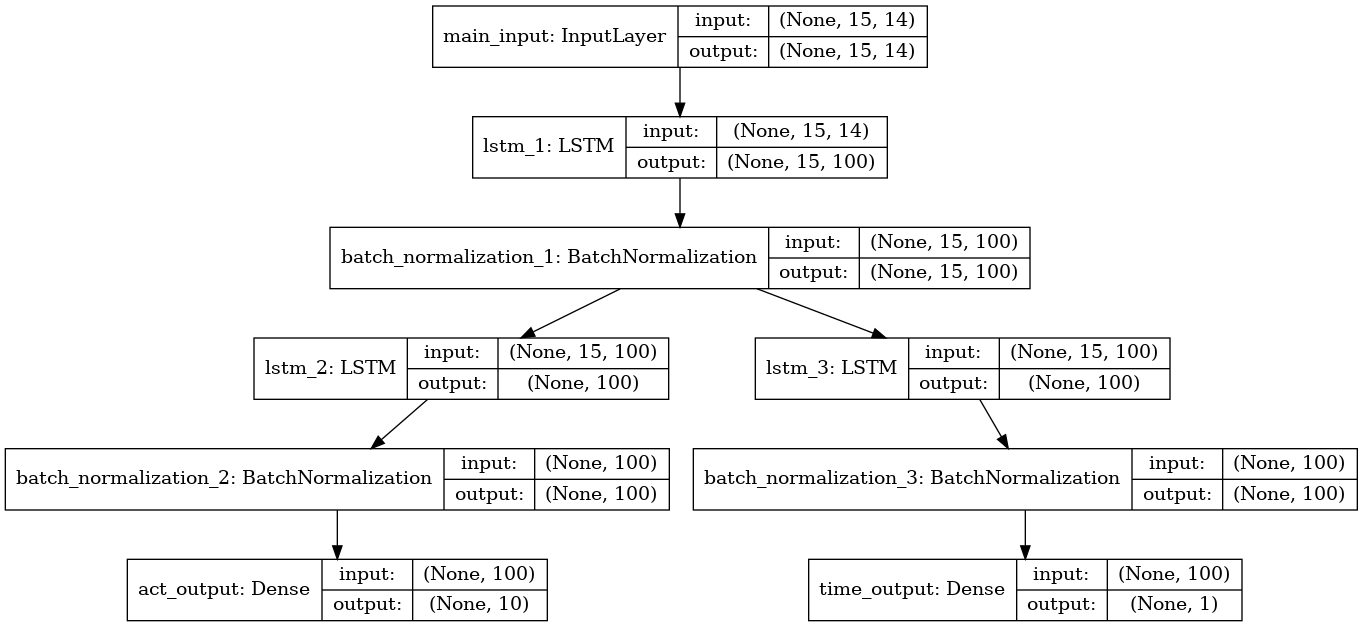 main_input: InputLayer
input:
(None, 15, 14)
output:
(None, 15, 14)
lstm_1: LSTM
input:
(None, 15, 14)
output:
(None, 15, 100)
batch_normalization_1: BatchNormalization
input:
(None, 15, 100)
output:
(None, 15, 100)
lstm_2: LSTM
input:
(None, 15, 100)
output:
(None, 100)
lstm_3: LSTM
input:
(None, 15, 100)
output:
(None, 100)
batch_normalization_2: BatchNormalization
input:
(None, 100)
output:
(None, 100)
batch_normalization_3: BatchNormalization
input:
(None, 100)
output:
(None, 100)
act_output: Dense
input:
(None, 100)
output:
(None, 10)
time_output: Dense
input:
(None, 100)
output:
(None, 1)